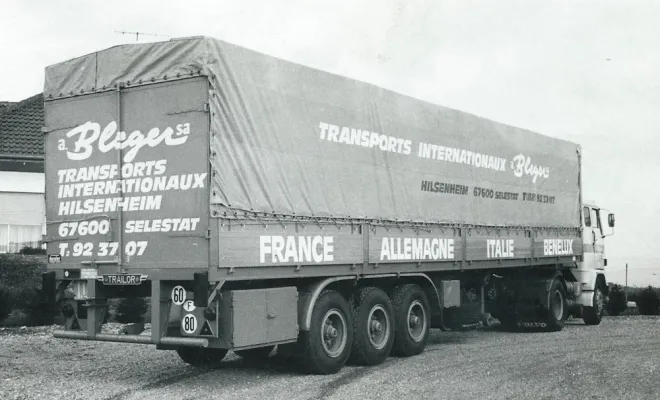 a. Blager sa
TRANSPORTS
INTERNATIONAUX
HILSENHEIM
67600 SELESTAT
T. 92 37 07
TRAILOR
60
F
80
TRANSPORTS INTERNATIONAUX a. Bleger
HILSENHEIM 67600 SELESTAT
FRANCE ALLEMAGNE ITALIE BENELUX